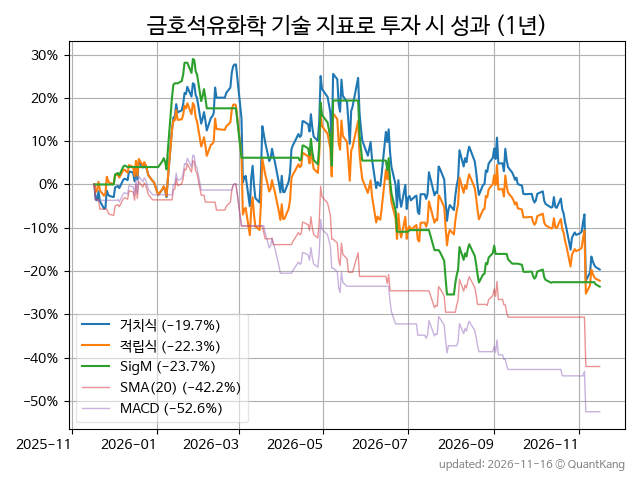 금호석유화학 기술 지표로 투자 시 성과 (1년)
30%
20%
10%
0%
−10%
−20%
−30%
−40%
−50%
거치식 (−19.7%)
적립식 (−22.3%)
SigM (−23.7%)
SMA(20) (−42.2%)
MACD (−52.6%)
2025-11
2026-01
2026-03
2026-05
2026-07
2026-09
2026-11
updated: 2026-11-16 © QuantKang